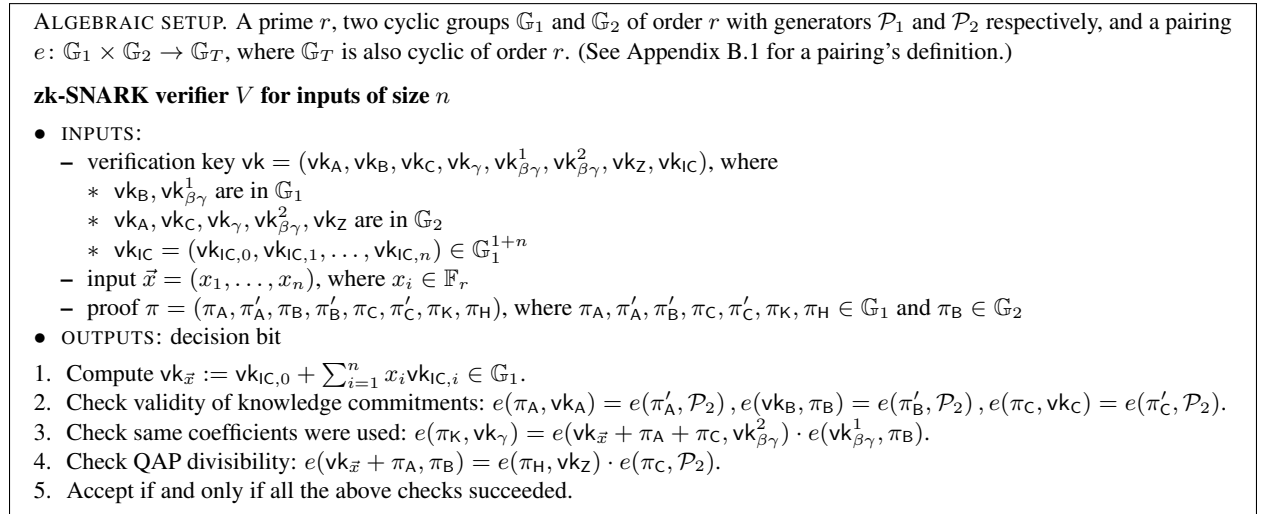 ALGEBRAIC SETUP. A prime r, two cyclic groups 𝔾₁ and 𝔾₂ of order r with generators 𝒫₁ and 𝒫₂ respectively, and a pairing
e: 𝔾₁ × 𝔾₂ → 𝔾_T, where 𝔾_T is also cyclic of order r. (See Appendix B.1 for a pairing's definition.)
zk-SNARK verifier V for inputs of size n
• INPUTS:
– verification key vk = (vk_A, vk_B, vk_C, vk_γ, vk¹_βγ, vk²_βγ, vk_Z, vk_IC), where
∗ vk_B, vk¹_βγ are in 𝔾₁
∗ vk_A, vk_C, vk_γ, vk²_βγ, vk_Z are in 𝔾₂
∗ vk_IC = (vk_IC,0, vk_IC,1, . . . , vk_IC,n) ∈ 𝔾₁^{1+n}
– input x⃗ = (x₁, . . . , xₙ), where xᵢ ∈ 𝔽ᵣ
– proof π = (π_A, π′_A, π_B, π′_B, π_C, π′_C, π_K, π_H), where π_A, π′_A, π′_B, π_C, π′_C, π_K, π_H ∈ 𝔾₁ and π_B ∈ 𝔾₂
• OUTPUTS: decision bit
1. Compute vk_x⃗ := vk_IC,0 + ∑ⁿᵢ₌₁ xᵢvk_IC,i ∈ 𝔾₁.
2. Check validity of knowledge commitments: e(π_A, vk_A) = e(π′_A, 𝒫₂) , e(vk_B, π_B) = e(π′_B, 𝒫₂) , e(π_C, vk_C) = e(π′_C, 𝒫₂).
3. Check same coefficients were used: e(π_K, vk_γ) = e(vk_x⃗ + π_A + π_C, vk²_βγ) · e(vk¹_βγ, π_B).
4. Check QAP divisibility: e(vk_x⃗ + π_A, π_B) = e(π_H, vk_Z) · e(π_C, 𝒫₂).
5. Accept if and only if all the above checks succeeded.